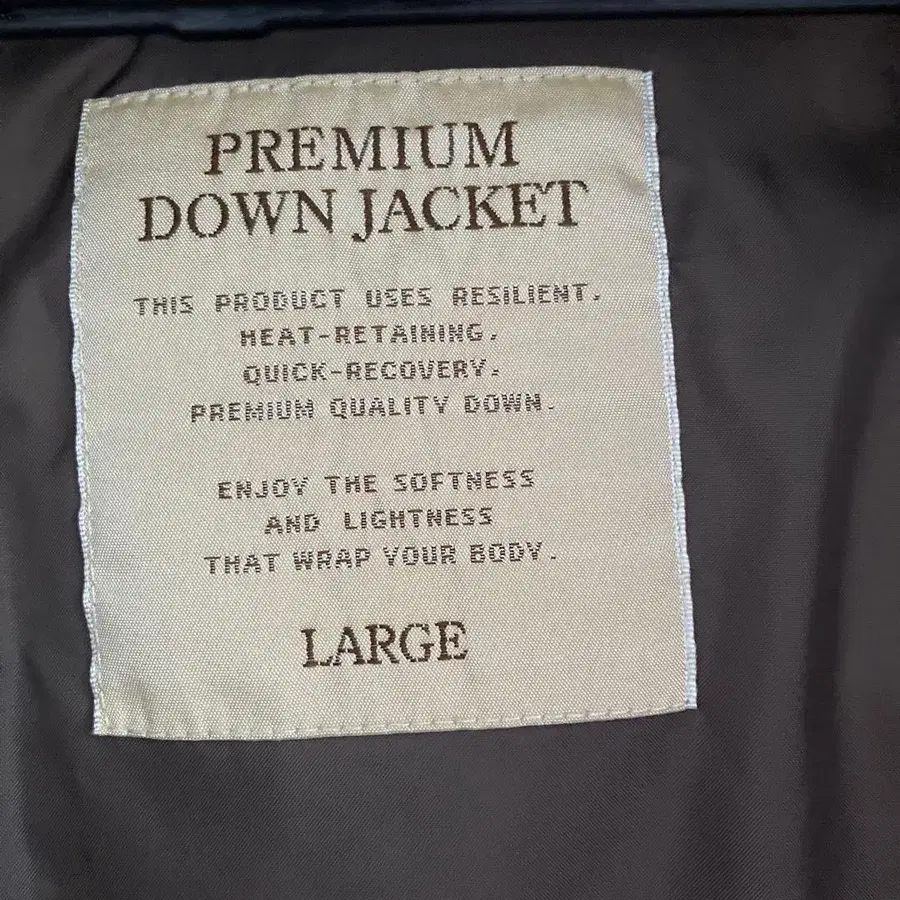 PREMIUM
DOWN JACKET
THIS PRODUCT USES RESILIENT,
HEAT-RETAINING,
QUICK-RECOVERY,
PREMIUM QUALITY DOWN.
ENJOY THE SOFTNESS
AND LIGHTNESS
THAT WRAP YOUR BODY.
LARGE